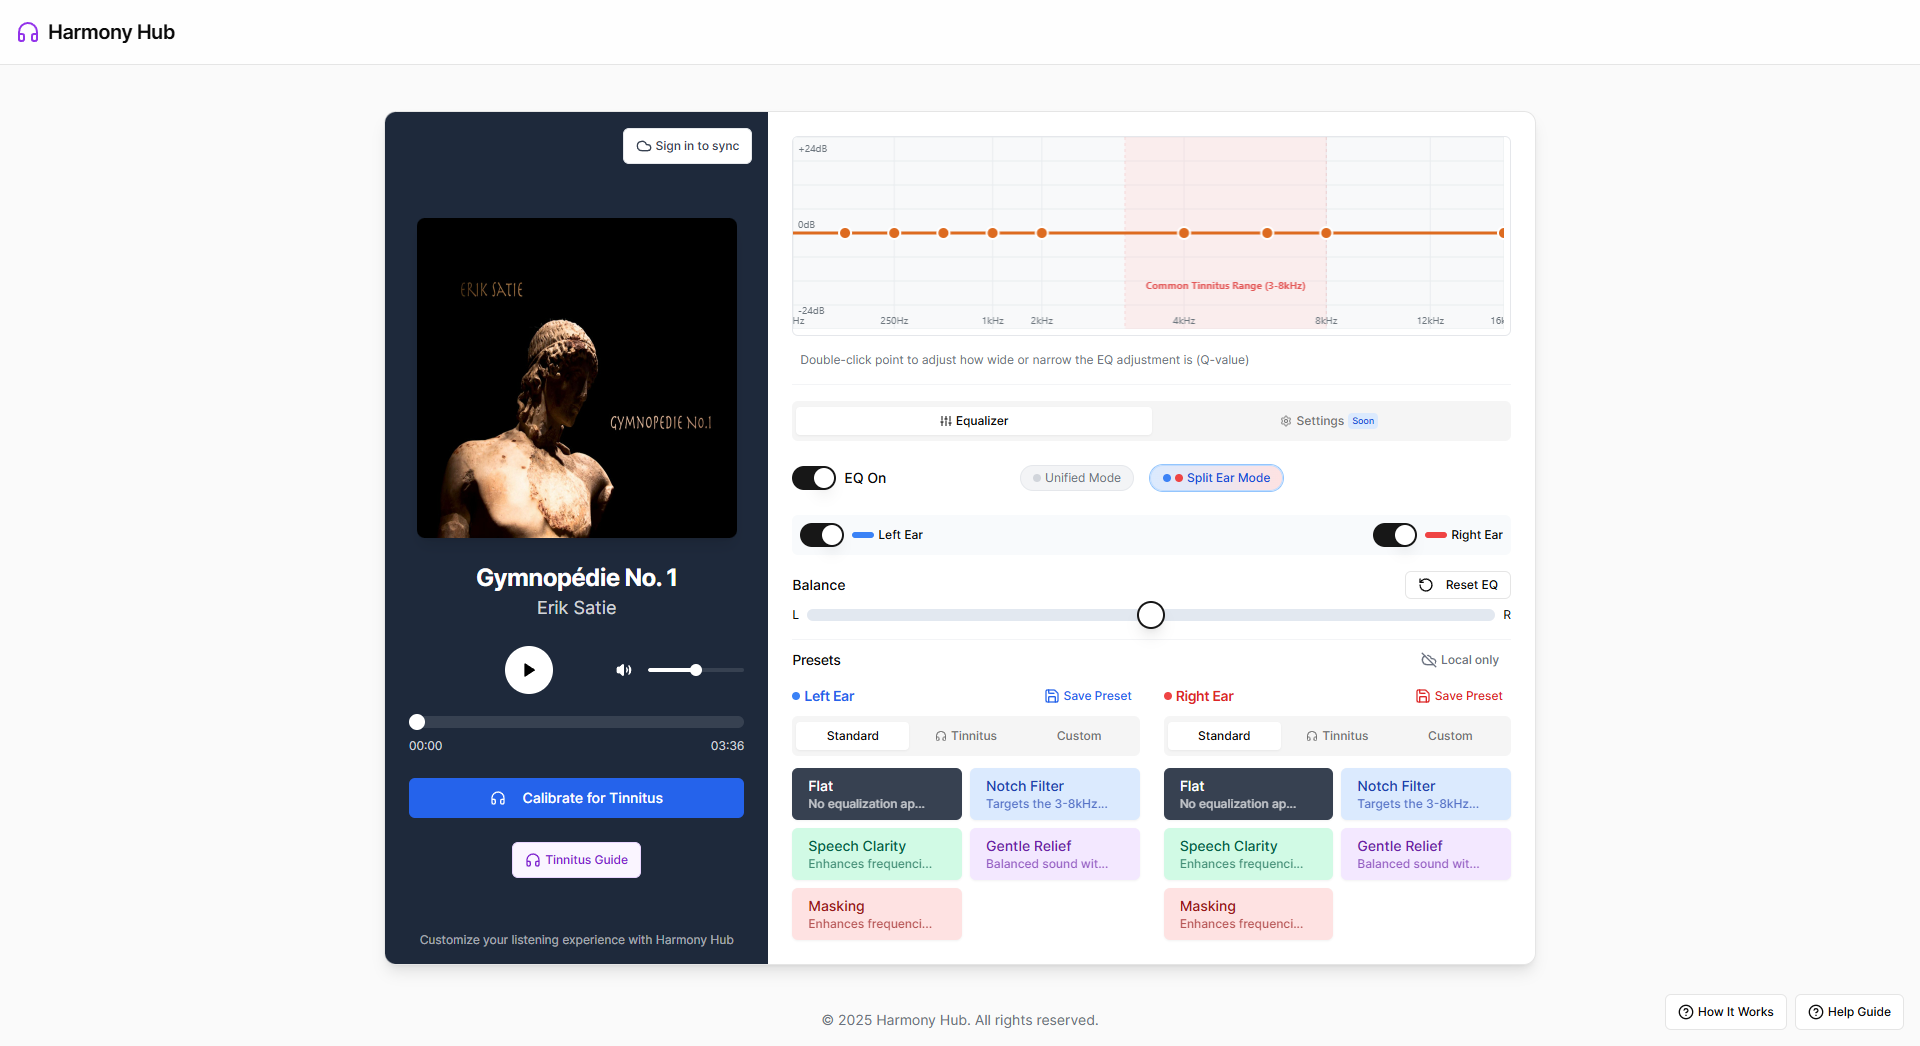 Harmony Hub
Sign in to sync
ERIK SATIE
GYMNOPEDIE No.1
Gymnopédie No. 1
Erik Satie
00:00
03:36
Calibrate for Tinnitus
Tinnitus Guide
Customize your listening experience with Harmony Hub
+24dB
0dB
Common Tinnitus Range (3-8kHz)
-24dB
Hz 250Hz 1kHz 2kHz 4kHz 8kHz 12kHz 16k
Double-click point to adjust how wide or narrow the EQ adjustment is (Q-value)
Equalizer
Settings Soon
EQ On
Unified Mode
Split Ear Mode
Left Ear
Right Ear
Balance
Reset EQ
L
R
Presets
Local only
Left Ear
Save Preset
Standard
Tinnitus
Custom
Flat
No equalization ap...
Notch Filter
Targets the 3-8kHz...
Speech Clarity
Enhances frequenci...
Gentle Relief
Balanced sound wit...
Masking
Enhances frequenci...
Right Ear
Save Preset
Standard
Tinnitus
Custom
Flat
No equalization ap...
Notch Filter
Targets the 3-8kHz...
Speech Clarity
Enhances frequenci...
Gentle Relief
Balanced sound wit...
Masking
Enhances frequenci...
© 2025 Harmony Hub. All rights reserved.
How It Works
Help Guide